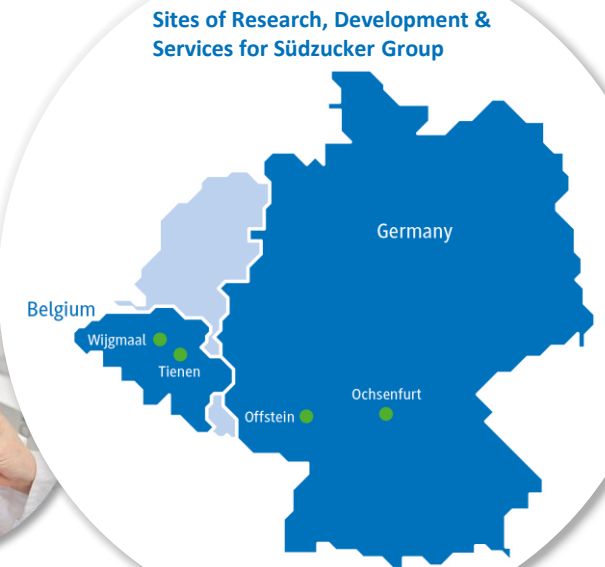 Sites of Research, Development &
Services for Südzucker Group
Germany
Belgium
Wijgmaal
Tienen
Ochsenfurt
Offstein